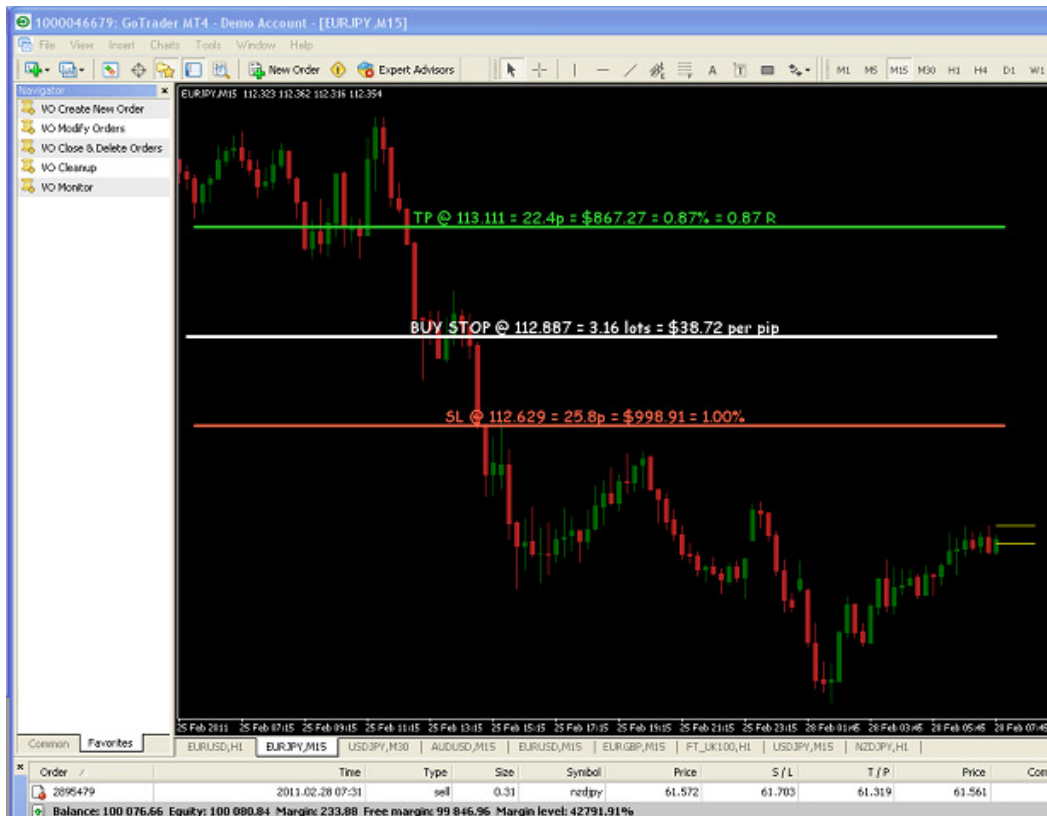 1000046679: GoTrader MT4 - Demo Account - [EURJPY,M15]
File View Insert Charts Tools Window Help
New Order Expert Advisors A T M1 M5 M15 M30 H1 H4 D1 W1
Navigator
VO Create New Order
VO Modify Orders
VO Close & Delete Orders
VO Cleanup
VO Monitor
EURJPY,M15 112.323 112.362 112.316 112.354
TP @ 113.111 = 22.4p = $867.27 = 0.87% = 0.87 R
BUY STOP @ 112.887 = 3.16 lots = $38.72 per pip
SL @ 112.629 = 25.8p = $998.91 = 1.00%
25 Feb 2011 25 Feb 07:15 25 Feb 09:15 25 Feb 11:15 25 Feb 13:15 25 Feb 15:15 25 Feb 17:15 25 Feb 19:15 25 Feb 21:15 25 Feb 23:15 28 Feb 01:45 28 Feb 03:45 28 Feb 05:45 28 Feb 07:45
Common Favorites
EURUSD,H1 EURJPY,M15 USDJPY,M30 AUDUSD,M15 EURUSD,M15 EURGBP,M15 FT_UK100,H1 USDJPY,M15 NZDJPY,H1
Order Time Type Size Symbol Price S / L T / P Price Com
2895479 2011.02.28 07:31 sell 0.31 nzdjpy 61.572 61.703 61.319 61.561
Balance: 100 076.66 Equity: 100 080.84 Margin: 233.88 Free margin: 99 846.96 Margin level: 42791.91%